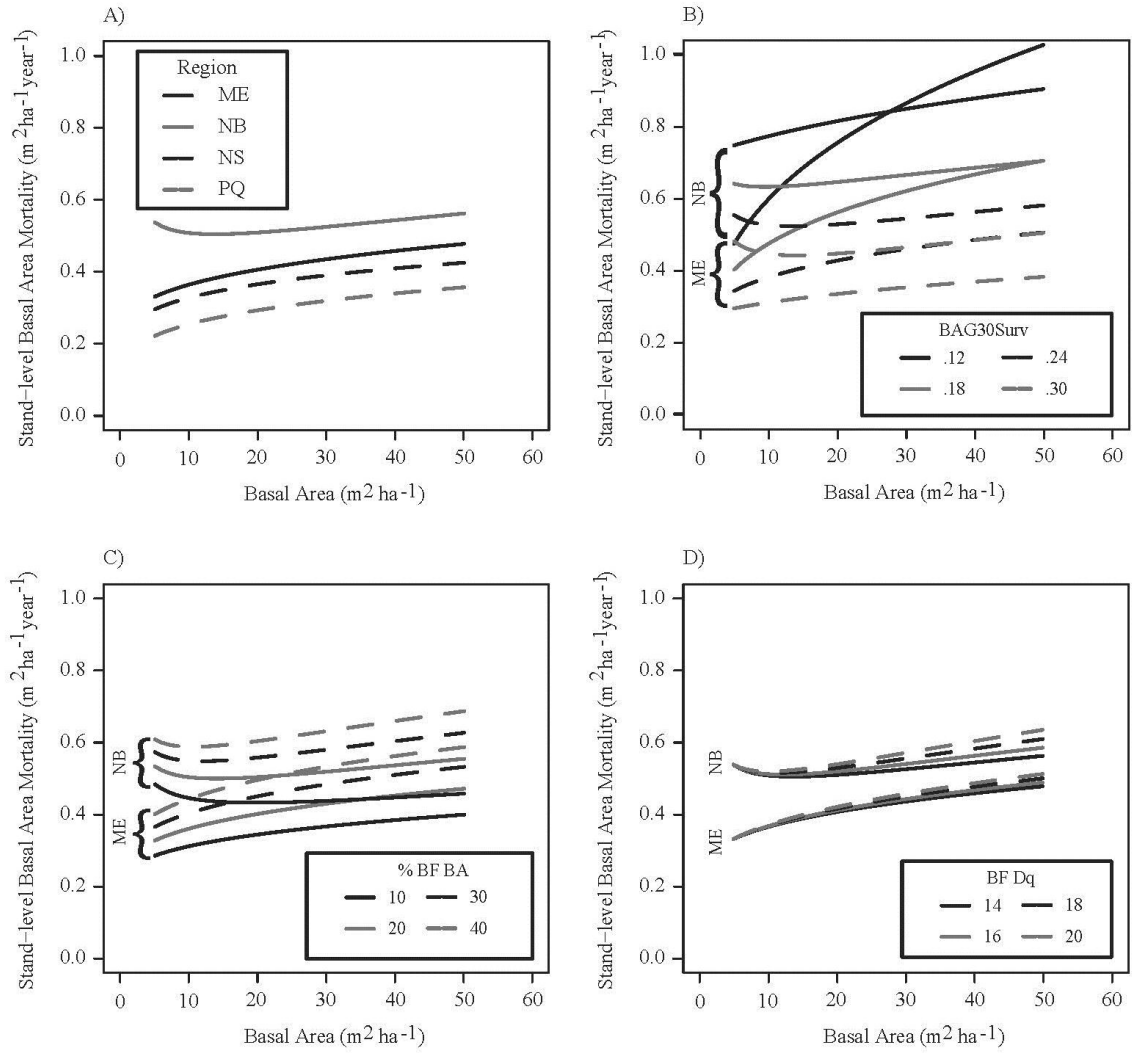 A)
Stand-level Basal Area Mortality (m2ha-1year-1)
1.0
0.8
0.6
0.4
0.2
0.0
Region
ME
NB
NS
PQ
0 10 20 30 40 50 60
Basal Area (m2 ha-1)
B)
Stand-level Basal Area Mortality (m2ha-1year-1)
1.0
0.8
0.6
0.4
0.2
0.0
NB
ME
BAG30Surv
.12 .24
.18 .30
0 10 20 30 40 50 60
Basal Area (m2 ha-1)
C)
Stand-level Basal Area Mortality (m2ha-1year-1)
1.0
0.8
0.6
0.4
0.2
0.0
NB
ME
% BF BA
10 30
20 40
0 10 20 30 40 50 60
Basal Area (m2 ha-1)
D)
Stand-level Basal Area Mortality (m2ha-1year-1)
1.0
0.8
0.6
0.4
0.2
0.0
NB
ME
BF Dq
14 18
16 20
0 10 20 30 40 50 60
Basal Area (m2 ha-1)